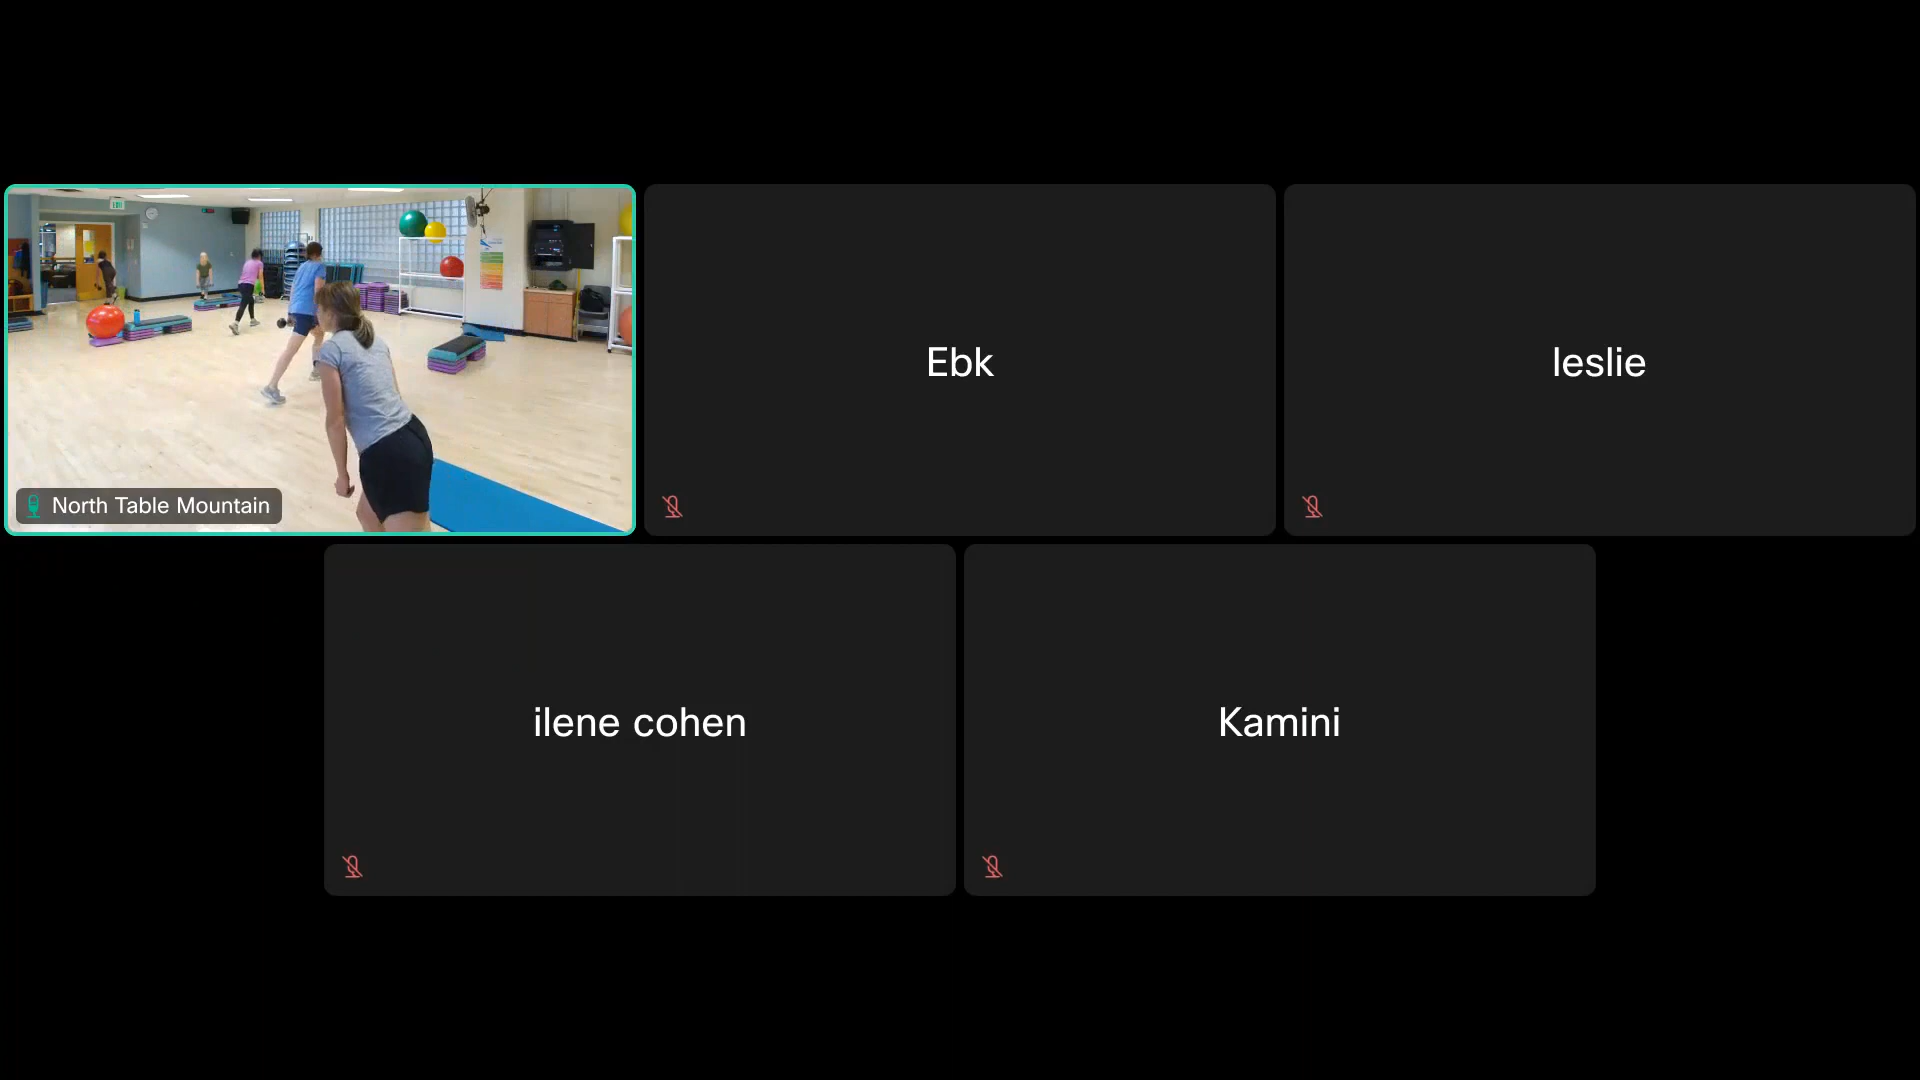 North Table Mountain
Ebk
leslie
ilene cohen
Kamini